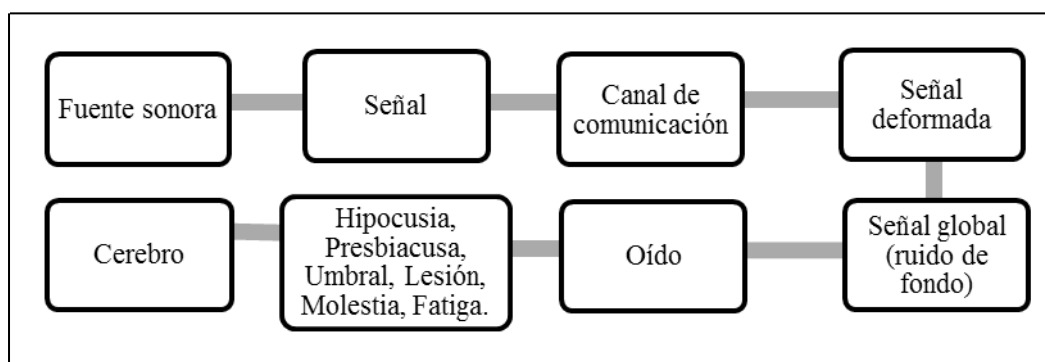 Fuente sonora
Señal
Canal de
comunicación
Señal
deformada
Señal global
(ruido de
fondo)
Oído
Hipocusia,
Presbiacusa,
Umbral, Lesión,
Molestia, Fatiga.
Cerebro